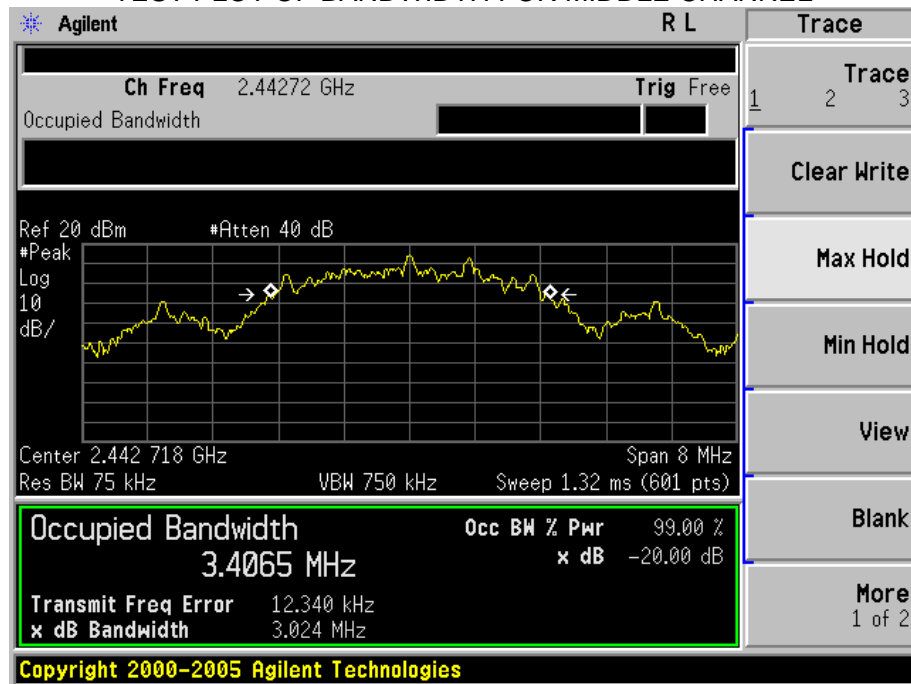 Agilent R L Trace
Ch Freq 2.44272 GHz Trig Free
Occupied Bandwidth
Trace
1 2 3
Clear Write
Max Hold
Min Hold
View
Blank
More
1 of 2
Ref 20 dBm #Atten 40 dB
#Peak
Log
10
dB/
Center 2.442 718 GHz Span 8 MHz
Res BW 75 kHz VBW 750 kHz Sweep 1.32 ms (601 pts)
Occupied Bandwidth Occ BW % Pwr 99.00 %
3.4065 MHz x dB -20.00 dB
Transmit Freq Error 12.340 kHz
x dB Bandwidth 3.024 MHz
Copyright 2000-2005 Agilent Technologies